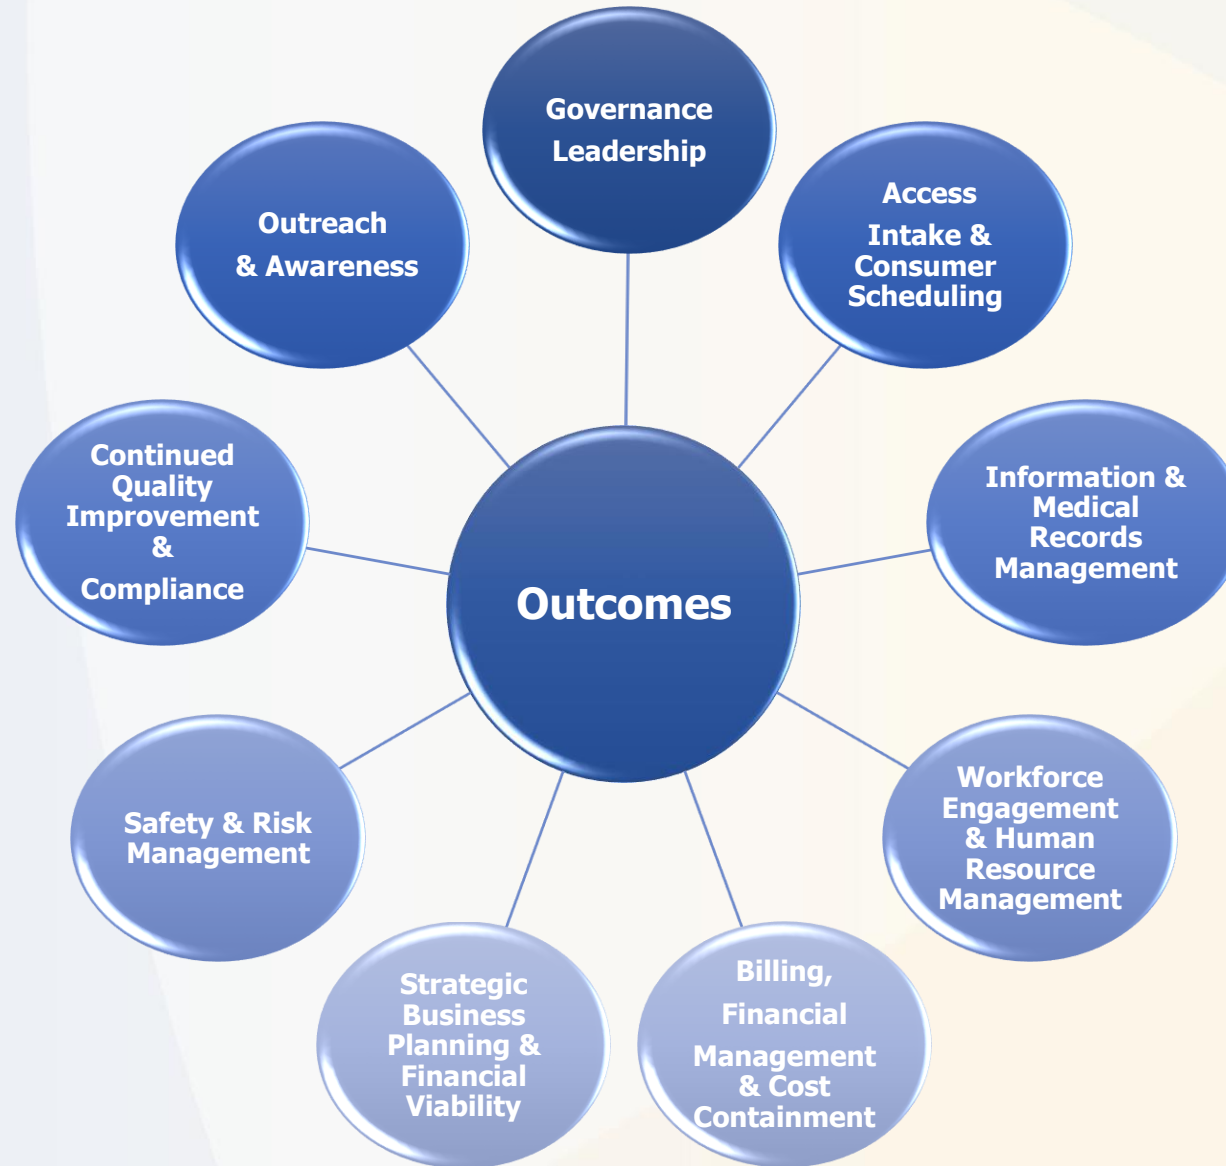 Governance
Leadership
Access
Intake &
Consumer
Scheduling
Information &
Medical
Records
Management
Workforce
Engagement
& Human
Resource
Management
Billing,
Financial
Management
& Cost
Containment
Strategic
Business
Planning &
Financial
Viability
Safety & Risk
Management
Continued
Quality
Improvement
&
Compliance
Outreach
& Awareness
Outcomes